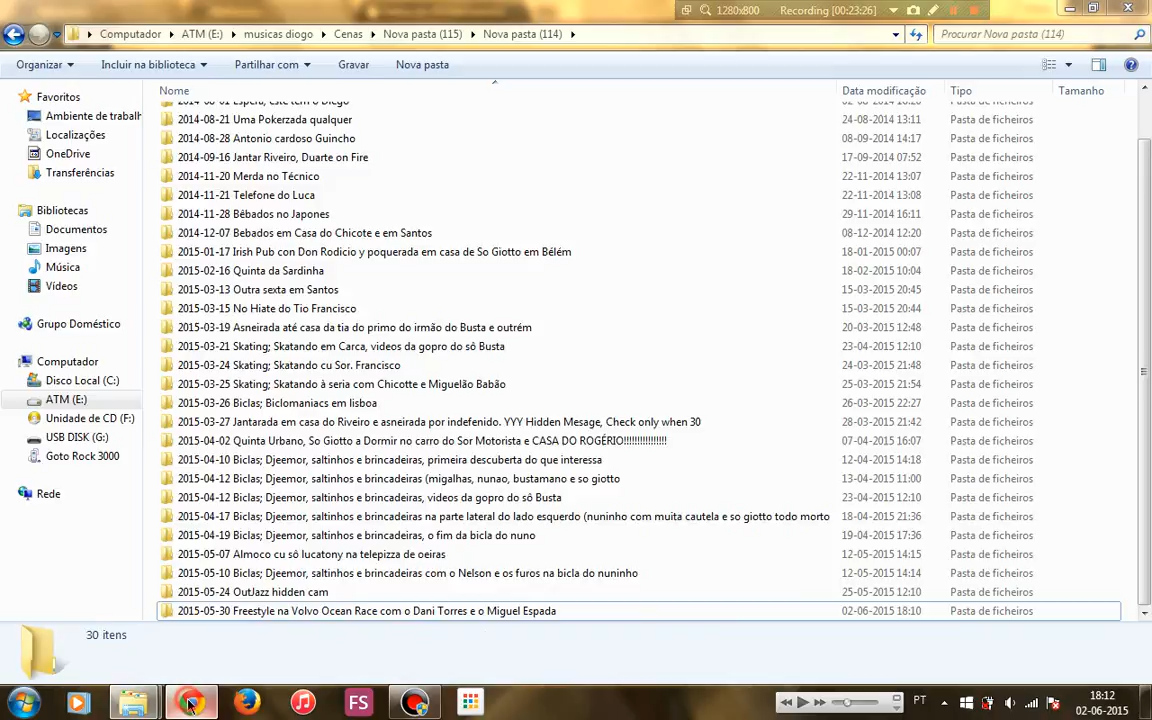 1280x800 Recording [00:23:26]
Computador ATM (E:) musicas diogo Cenas Nova pasta (115) Nova pasta (114) Procurar Nova pasta (114)
Organizar Incluir na biblioteca Partilhar com Gravar Nova pasta
Nome Data modificação Tipo Tamanho
Favoritos
Ambiente de trabalh
Localizações
OneDrive
Transferências
Bibliotecas
Documentos
Imagens
Música
Vídeos
Grupo Doméstico
Computador
Disco Local (C:)
ATM (E:)
Unidade de CD (F:)
USB DISK (G:)
Goto Rock 3000
Rede
2014-08-21 Uma Pokerzada qualquer 24-08-2014 13:11 Pasta de ficheiros
2014-08-28 Antonio cardoso Guincho 08-09-2014 14:17 Pasta de ficheiros
2014-09-16 Jantar Riveiro, Duarte on Fire 17-09-2014 07:52 Pasta de ficheiros
2014-11-20 Merda no Técnico 22-11-2014 13:07 Pasta de ficheiros
2014-11-21 Telefone do Luca 22-11-2014 13:08 Pasta de ficheiros
2014-11-28 Bêbados no Japones 29-11-2014 16:11 Pasta de ficheiros
2014-12-07 Bebados em Casa do Chicote e em Santos 08-12-2014 12:20 Pasta de ficheiros
2015-01-17 Irish Pub con Don Rodicio y poquerada em casa de So Giotto em Bélém 18-01-2015 00:07 Pasta de ficheiros
2015-02-16 Quinta da Sardinha 18-02-2015 10:04 Pasta de ficheiros
2015-03-13 Outra sexta em Santos 15-03-2015 20:45 Pasta de ficheiros
2015-03-15 No Hiate do Tio Francisco 15-03-2015 20:44 Pasta de ficheiros
2015-03-19 Asneirada até casa da tia do primo do irmão do Busta e outrém 20-03-2015 12:48 Pasta de ficheiros
2015-03-21 Skating; Skatando em Carca, videos da gopro do sô Busta 23-04-2015 12:10 Pasta de ficheiros
2015-03-24 Skating; Skatando cu Sor. Francisco 24-03-2015 21:48 Pasta de ficheiros
2015-03-25 Skating; Skatando à seria com Chicotte e Miguelão Babão 25-03-2015 21:54 Pasta de ficheiros
2015-03-26 Biclas; Biclomaniacs em lisboa 26-03-2015 22:27 Pasta de ficheiros
2015-03-27 Jantarada em casa do Riveiro e asneirada por indefenido. YYY Hidden Mesage, Check only when 30 28-03-2015 21:42 Pasta de ficheiros
2015-04-02 Quinta Urbano, So Giotto a Dormir no carro do Sor Motorista e CASA DO ROGÉRIO!!!!!!!!!!!!!!!! 07-04-2015 16:07 Pasta de ficheiros
2015-04-10 Biclas; Djeemor, saltinhos e brincadeiras, primeira descuberta do que interessa 12-04-2015 14:18 Pasta de ficheiros
2015-04-12 Biclas; Djeemor, saltinhos e brincadeiras (migalhas, nunao, bustamano e so giotto 13-04-2015 11:00 Pasta de ficheiros
2015-04-12 Biclas; Djeemor, saltinhos e brincadeiras, videos da gopro do sô Busta 23-04-2015 12:10 Pasta de ficheiros
2015-04-17 Biclas; Djeemor, saltinhos e brincadeiras na parte lateral do lado esquerdo (nuninho com muita cautela e so giotto todo morto 18-04-2015 21:36 Pasta de ficheiros
2015-04-19 Biclas; Djeemor, saltinhos e brincadeiras, o fim da bicla do nuno 19-04-2015 17:36 Pasta de ficheiros
2015-05-07 Almoco cu sô lucatony na telepizza de oeiras 12-05-2015 14:15 Pasta de ficheiros
2015-05-10 Biclas; Djeemor, saltinhos e brincadeiras com o Nelson e os furos na bicla do nuninho 12-05-2015 14:14 Pasta de ficheiros
2015-05-24 OutJazz hidden cam 25-05-2015 12:10 Pasta de ficheiros
2015-05-30 Freestyle na Volvo Ocean Race com o Dani Torres e o Miguel Espada 02-06-2015 18:10 Pasta de ficheiros
30 itens
FS
PT
18:12
02-06-2015